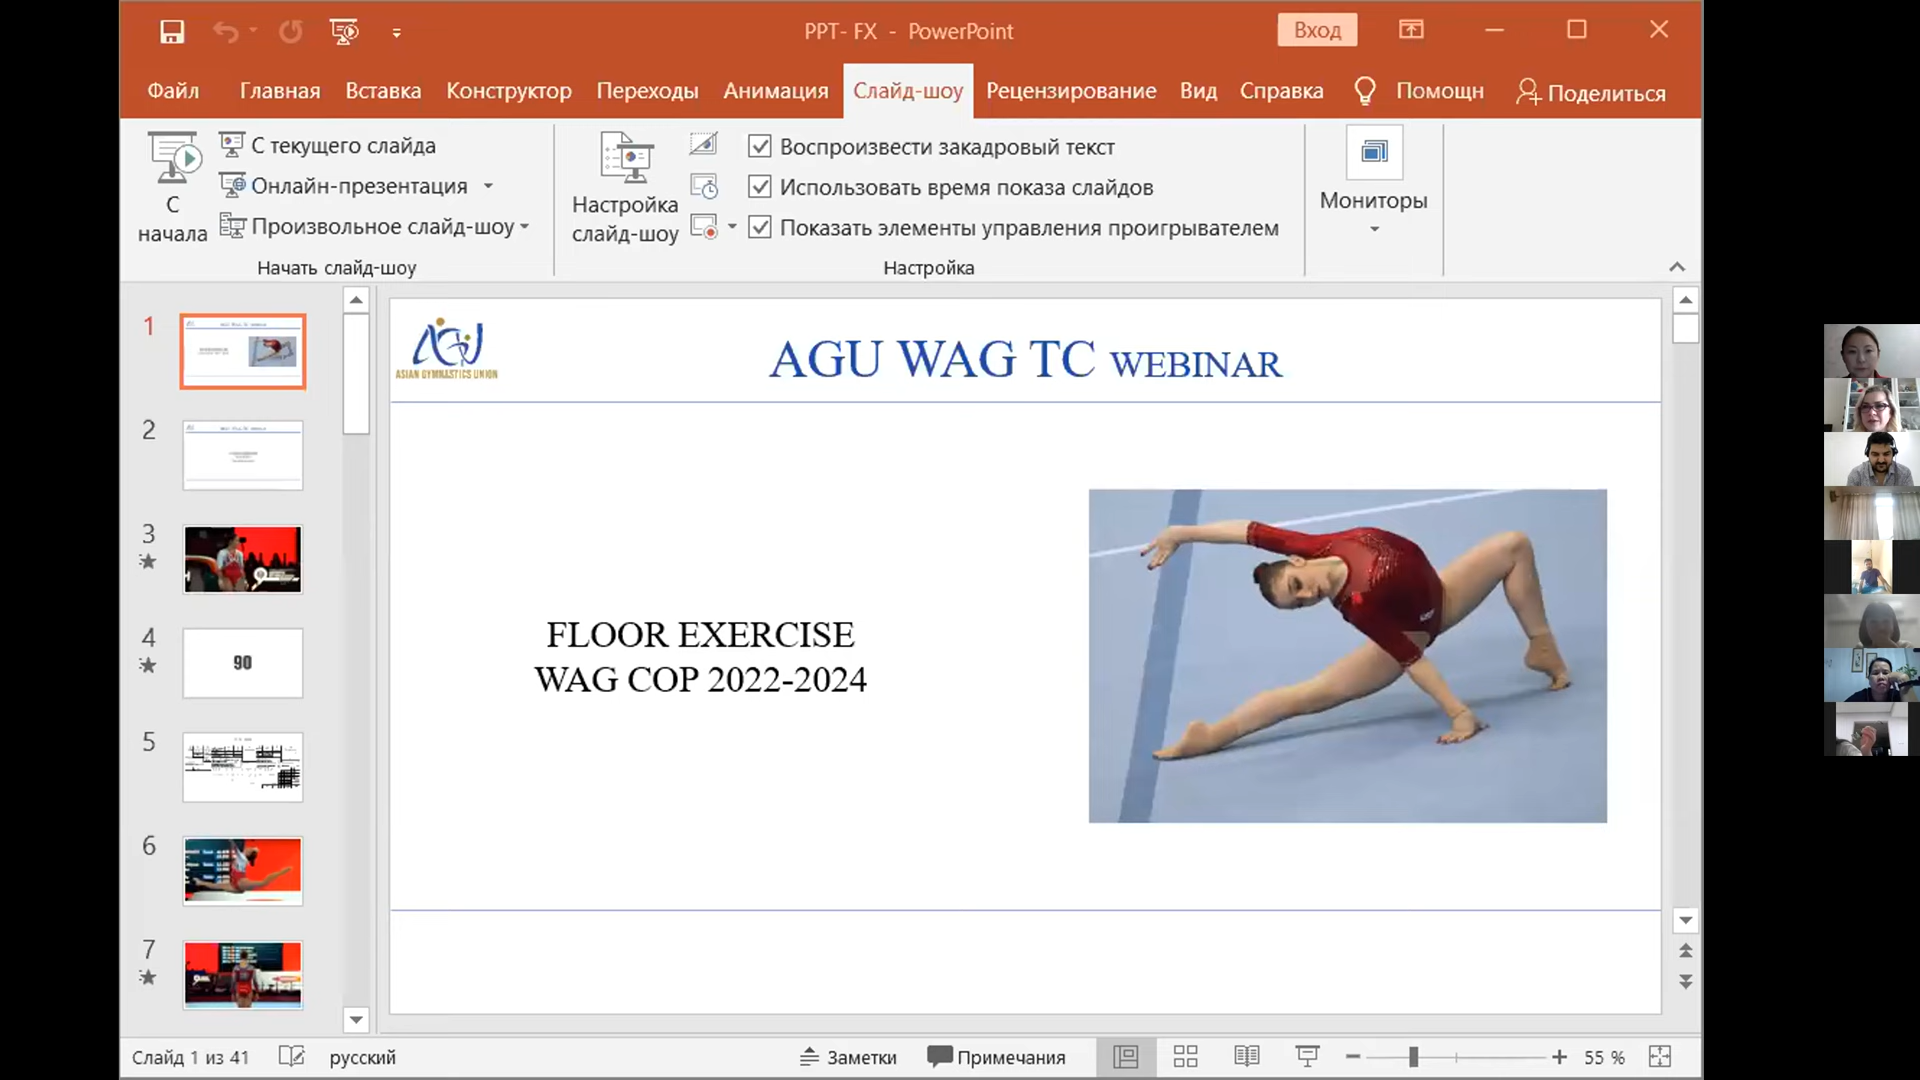 PPT- FX - PowerPoint
Вход
Файл Главная Вставка Конструктор Переходы Анимация Слайд-шоу Рецензирование Вид Справка Помощн Поделиться
С начала
С текущего слайда
Онлайн-презентация
Произвольное слайд-шоу
Начать слайд-шоу
Настройка
слайд-шоу
Воспроизвести закадровый текст
Использовать время показа слайдов
Показать элементы управления проигрывателем
Настройка
Мониторы
1
2
3
4
90
5
6
7
ASIAN GYMNASTICS UNION
AGU WAG TC WEBINAR
FLOOR EXERCISE
WAG COP 2022-2024
Слайд 1 из 41 русский Заметки Примечания 55 %